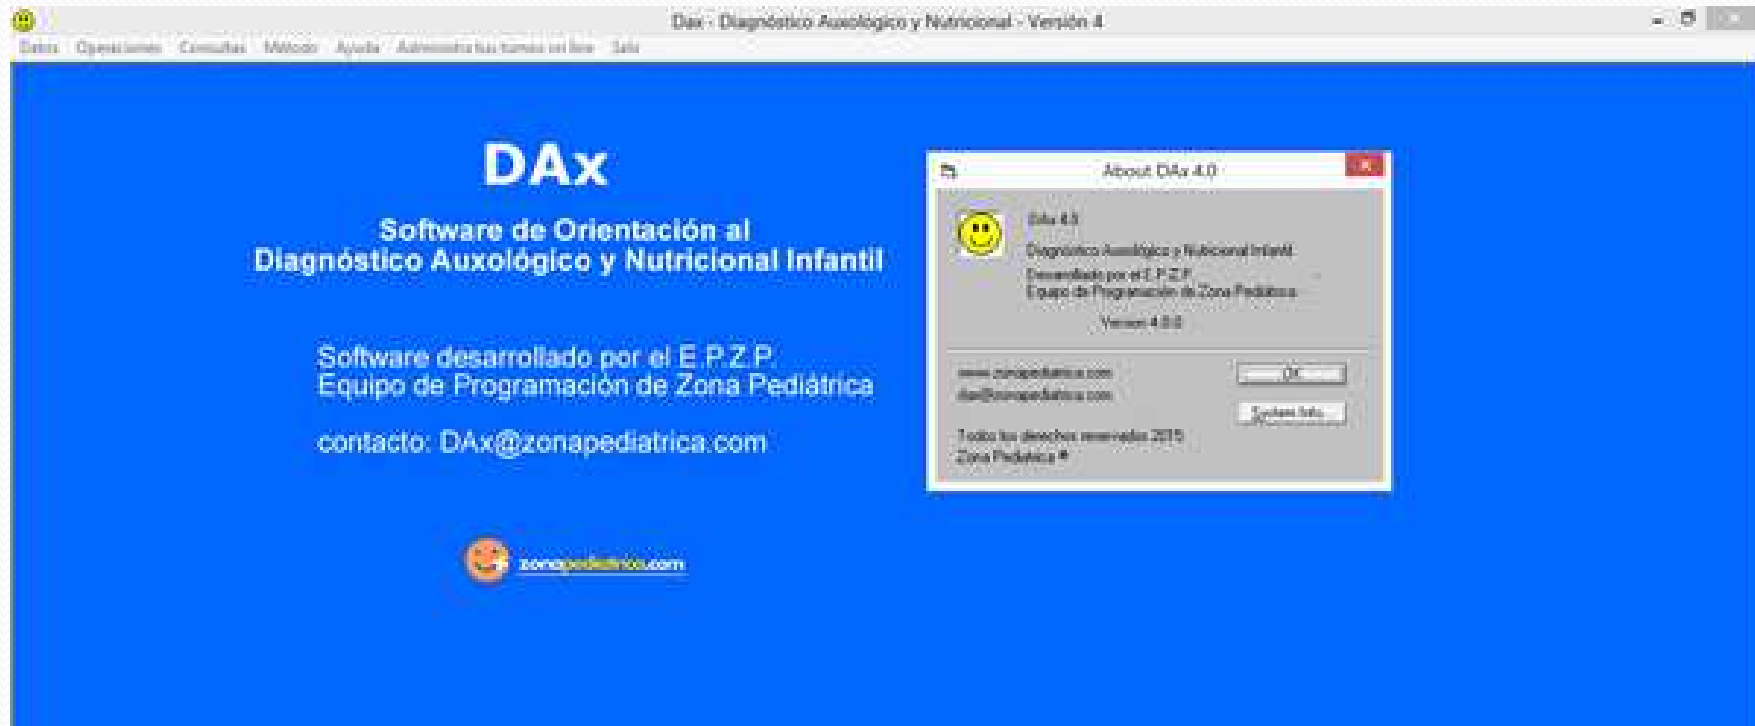 Dax - Diagnóstico Auxológico y Nutricional - Versión 4
Datos Operaciones Consultas Método Ayuda Administra tus turnos on line Salir
DAx
Software de Orientación al
Diagnóstico Auxológico y Nutricional Infantil
Software desarrollado por el E.P.Z.P.
Equipo de Programación de Zona Pediátrica
contacto: DAx@zonapediatrica.com
zonapediatrica.com
About DAx 4.0
DAx 4.0
Diagnóstico Auxológico y Nutricional Infantil
Desarrollado por el E.P.Z.P.
Equipo de Programación de Zona Pediátrica
Version 4.0.0
www.zonapediatrica.com
dax@zonapediatrica.com
OK
System Info...
Todos los derechos reservados 2015
Zona Pediatrica ®